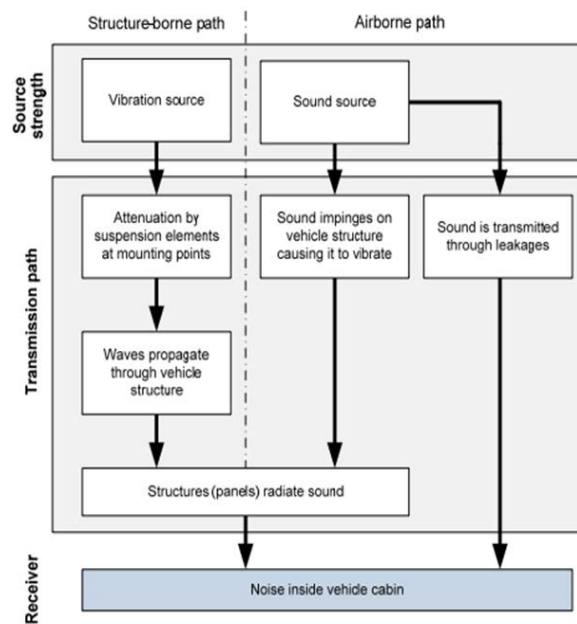 Structure-borne path
Airborne path
Source
strength
Vibration source
Sound source
Transmission path
Attenuation by
suspension elements
at mounting points
Sound impinges on
vehicle structure
causing it to vibrate
Sound is transmitted
through leakages
Waves propagate
through vehicle
structure
Structures (panels) radiate sound
Receiver
Noise inside vehicle cabin